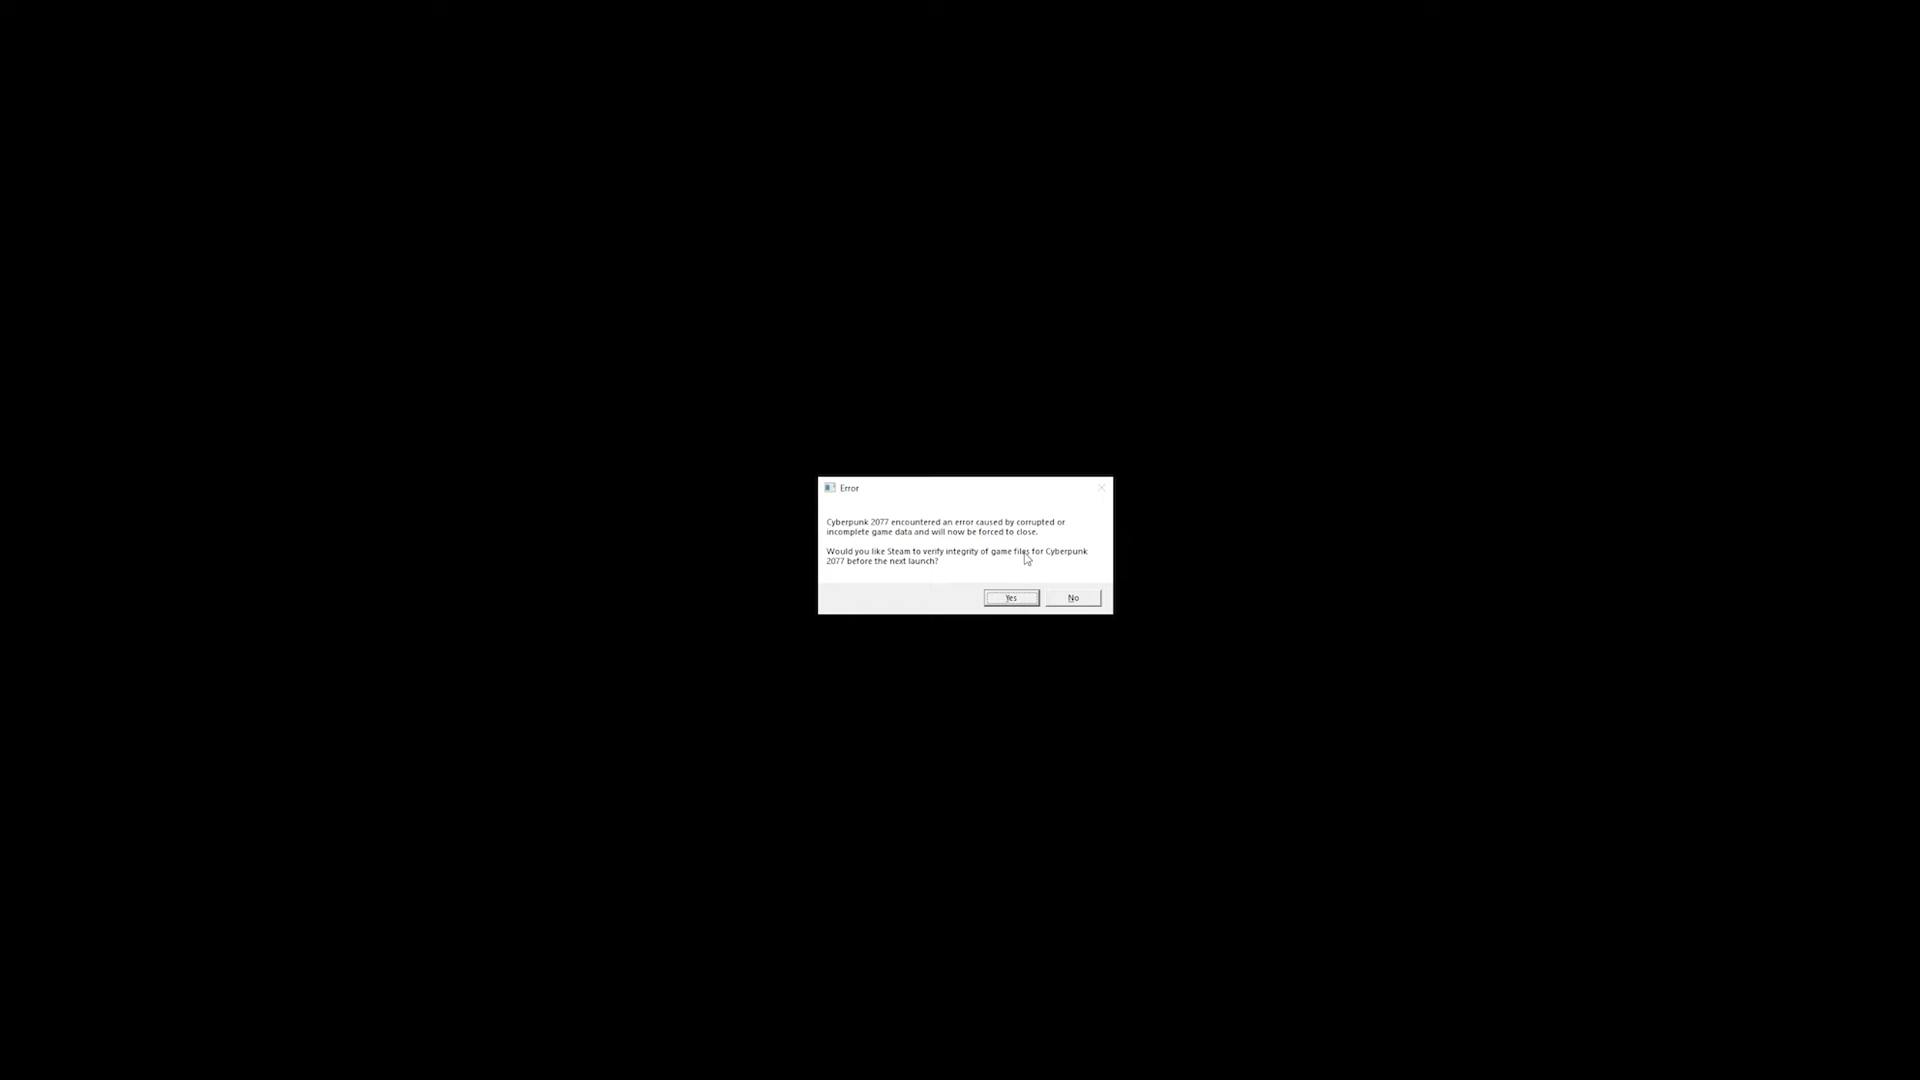 Error
Cyberpunk 2077 encountered an error caused by corrupted or
incomplete game data and will now be forced to close.
Would you like Steam to verify integrity of game files for Cyberpunk
2077 before the next launch?
Yes
No